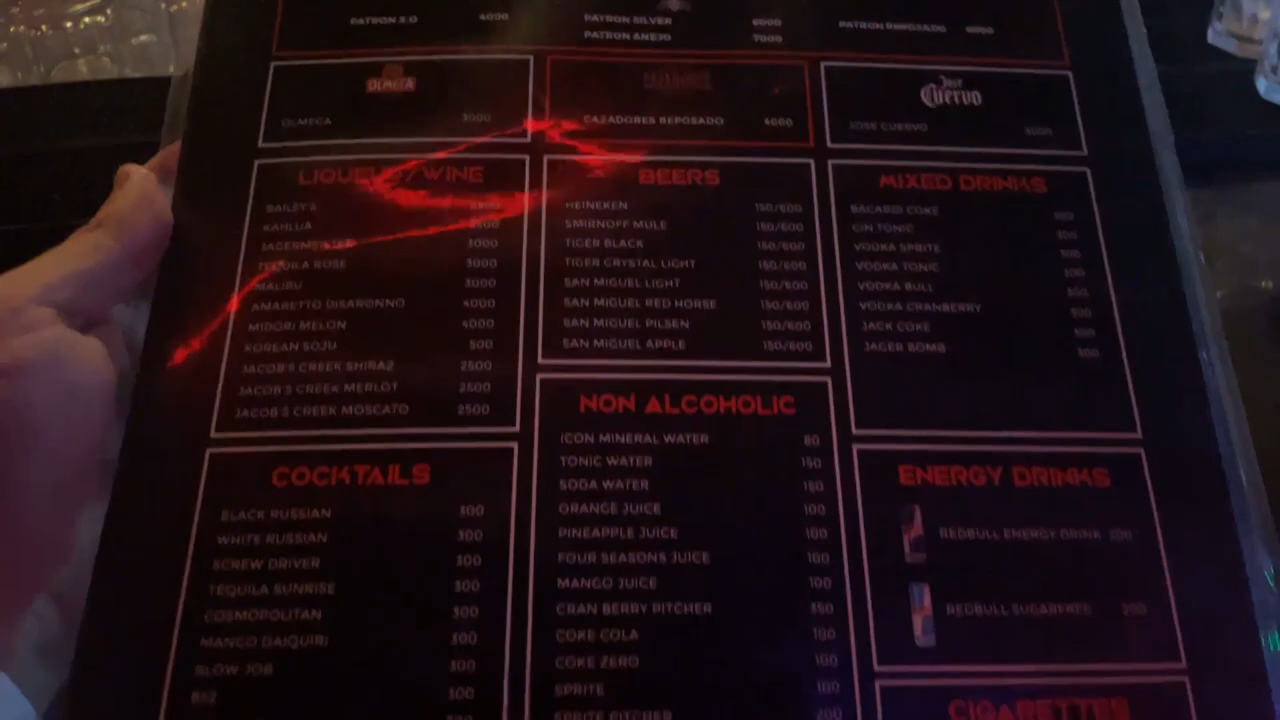 PATRON X.O 4000
PATRON SILVER 6000
PATRON ANEJO 7000
PATRON REPOSADO
OLMECA
OLMECA 3000
CAZADORES REPOSADO 4000
Jose Cuervo
JOSE CUERVO
LIQUEUR/WINE
BAILEY'S
KAHLUA
JAGERMEISTER 3000
TEQUILA ROSE 3000
MALIBU 3000
AMARETTO DISARONNO 4000
MIDORI MELON 4000
KOREAN SOJU 500
JACOB'S CREEK SHIRAZ 2500
JACOB'S CREEK MERLOT 2500
JACOB'S CREEK MOSCATO 2500
COCKTAILS
BLACK RUSSIAN 300
WHITE RUSSIAN 300
SCREW DRIVER 300
TEQUILA SUNRISE 300
COSMOPOLITAN 300
MANGO DAIQUIRI 300
BLOW JOB 300
B52 300
BEERS
HEINEKEN 150/600
SMIRNOFF MULE 150/600
TIGER BLACK 150/600
TIGER CRYSTAL LIGHT 150/600
SAN MIGUEL LIGHT 150/600
SAN MIGUEL RED HORSE 150/600
SAN MIGUEL PILSEN 150/600
SAN MIGUEL APPLE 150/600
NON ALCOHOLIC
ICON MINERAL WATER 80
TONIC WATER 150
SODA WATER 150
ORANGE JUICE 100
PINEAPPLE JUICE 100
FOUR SEASONS JUICE 100
MANGO JUICE 100
CRAN BERRY PITCHER 350
COKE COLA 100
COKE ZERO 100
SPRITE 100
SPRITE PITCHER 200
MIXED DRINKS
BACARDI COKE
GIN TONIC
VODKA SPRITE
VODKA TONIC
VODKA BULL
VODKA CRANBERRY
JACK COKE
JAGER BOMB
ENERGY DRINKS
REDBULL ENERGY DRINK 200
REDBULL SUGARFREE 200
CIGARETTES